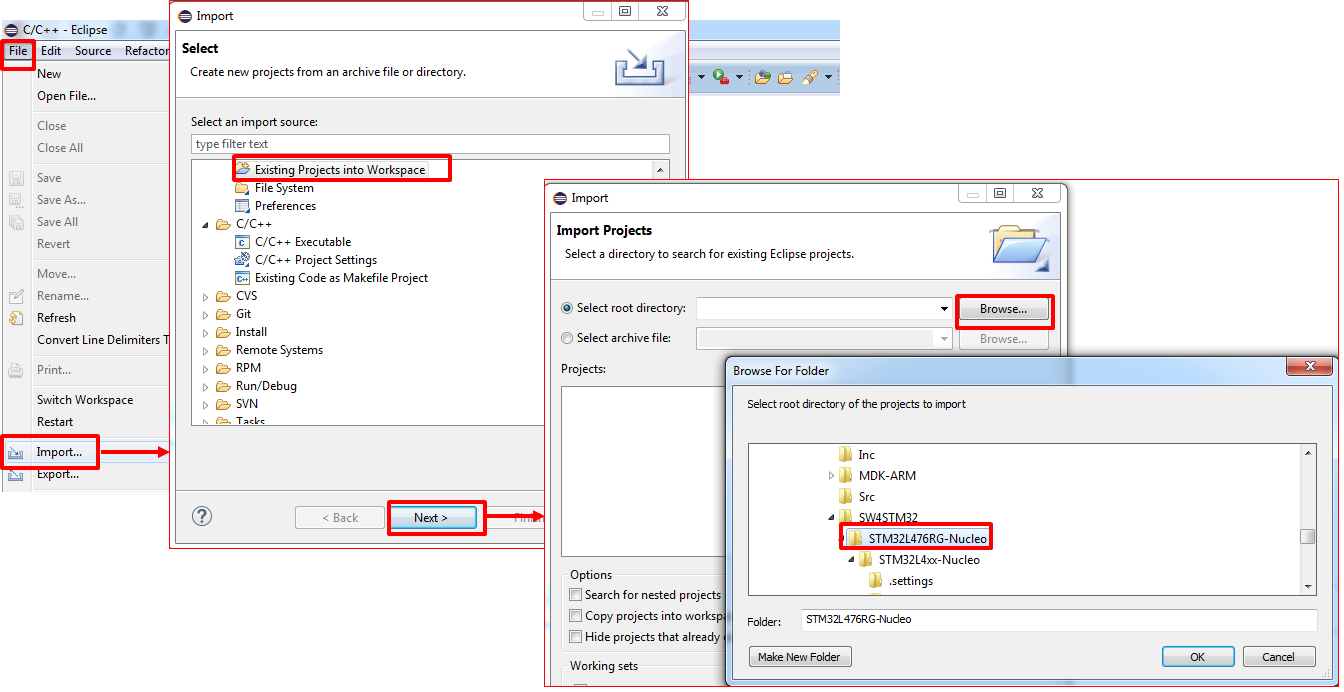 C/C++ - Eclipse
File Edit Source Refactor
New
Open File...
Close
Close All
Save
Save As...
Save All
Revert
Move...
Rename...
Refresh
Convert Line Delimiters T
Print...
Switch Workspace
Restart
Import...
Export...
Import
Select
Create new projects from an archive file or directory.
Select an import source:
type filter text
Existing Projects into Workspace
File System
Preferences
C/C++
C/C++ Executable
C/C++ Project Settings
Existing Code as Makefile Project
CVS
Git
Install
Remote Systems
RPM
Run/Debug
SVN
Tasks
?
< Back
Next >
Finish
Import
Import Projects
Select a directory to search for existing Eclipse projects.
Select root directory:
Browse...
Select archive file:
Browse...
Projects:
Options
Search for nested projects
Copy projects into workspa
Hide projects that already
Working sets
Browse For Folder
Select root directory of the projects to import
Inc
MDK-ARM
Src
SW4STM32
STM32L476RG-Nucleo
STM32L4xx-Nucleo
.settings
Folder:
STM32L476RG-Nucleo
Make New Folder
OK
Cancel